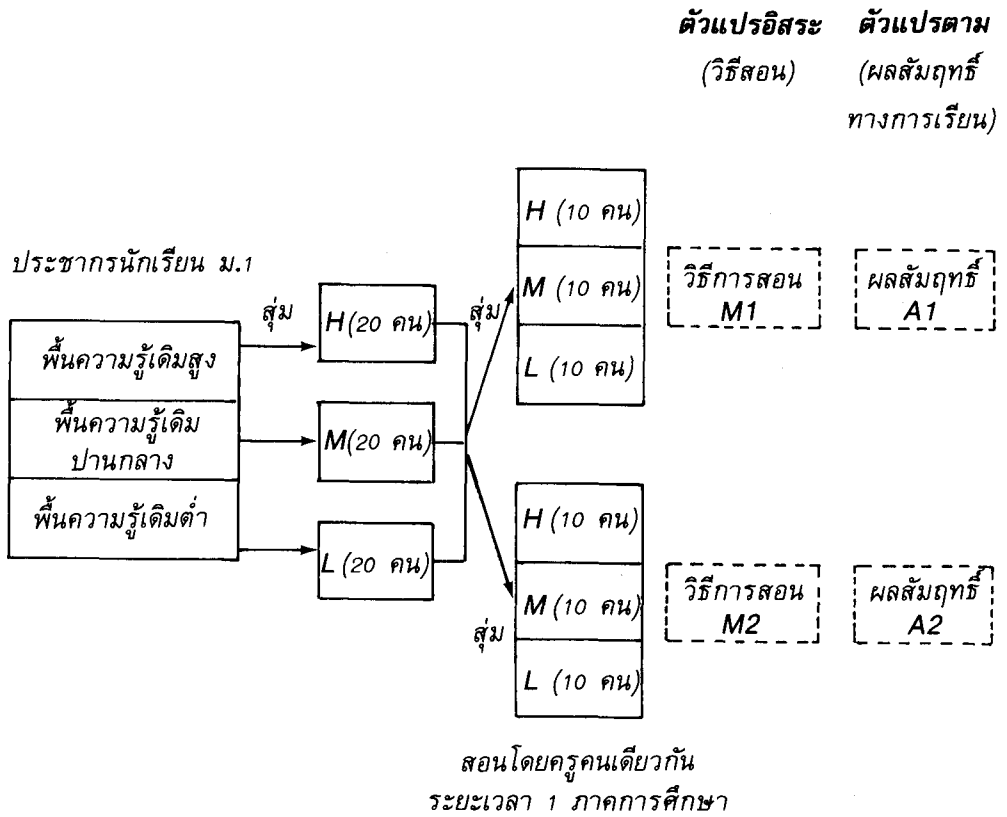 ตัวแปรอิสระ ตัวแปรตาม
(วิธีสอน) (ผลสัมฤทธิ์
ทางการเรียน)
ประชากรนักเรียน ม.1
พื้นความรู้เดิมสูง
พื้นความรู้เดิม
ปานกลาง
พื้นความรู้เดิมต่ำ
สุ่ม
H (20 คน)
M (20 คน)
L (20 คน)
สุ่ม
H (10 คน)
M (10 คน)
L (10 คน)
วิธีการสอน
M1
ผลสัมฤทธิ์
A1
สุ่ม
H (10 คน)
M (10 คน)
L (10 คน)
วิธีการสอน
M2
ผลสัมฤทธิ์
A2
สอนโดยครูคนเดียวกัน
ระยะเวลา 1 ภาคการศึกษา